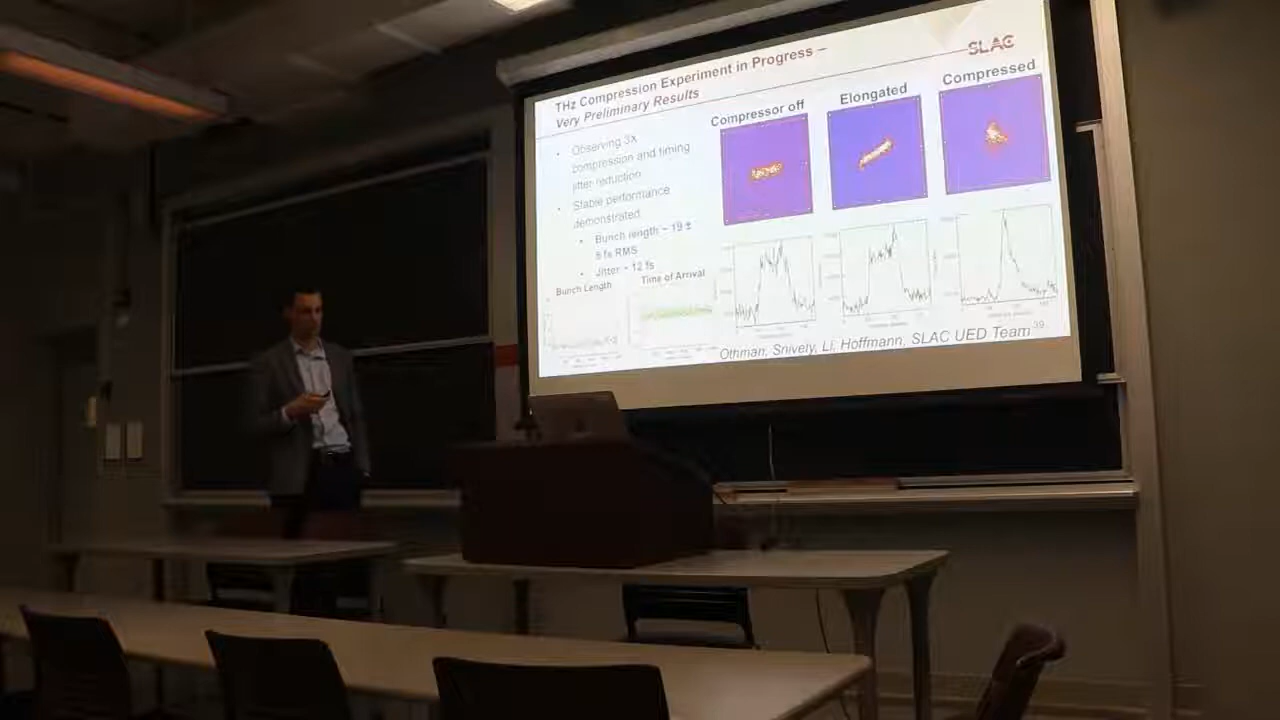 THz Compression Experiment in Progress –
Very Preliminary Results
SLAC
Compressor off
Elongated
Compressed
• Observing 3x
compression and timing
jitter reduction
• Stable performance
demonstrated
• Bunch length ~ 19 ±
5 fs RMS
• Jitter ~ 12 fs
Bunch Length
Time of Arrival
Othman, Snively, Li, Hoffmann, SLAC UED Team
39